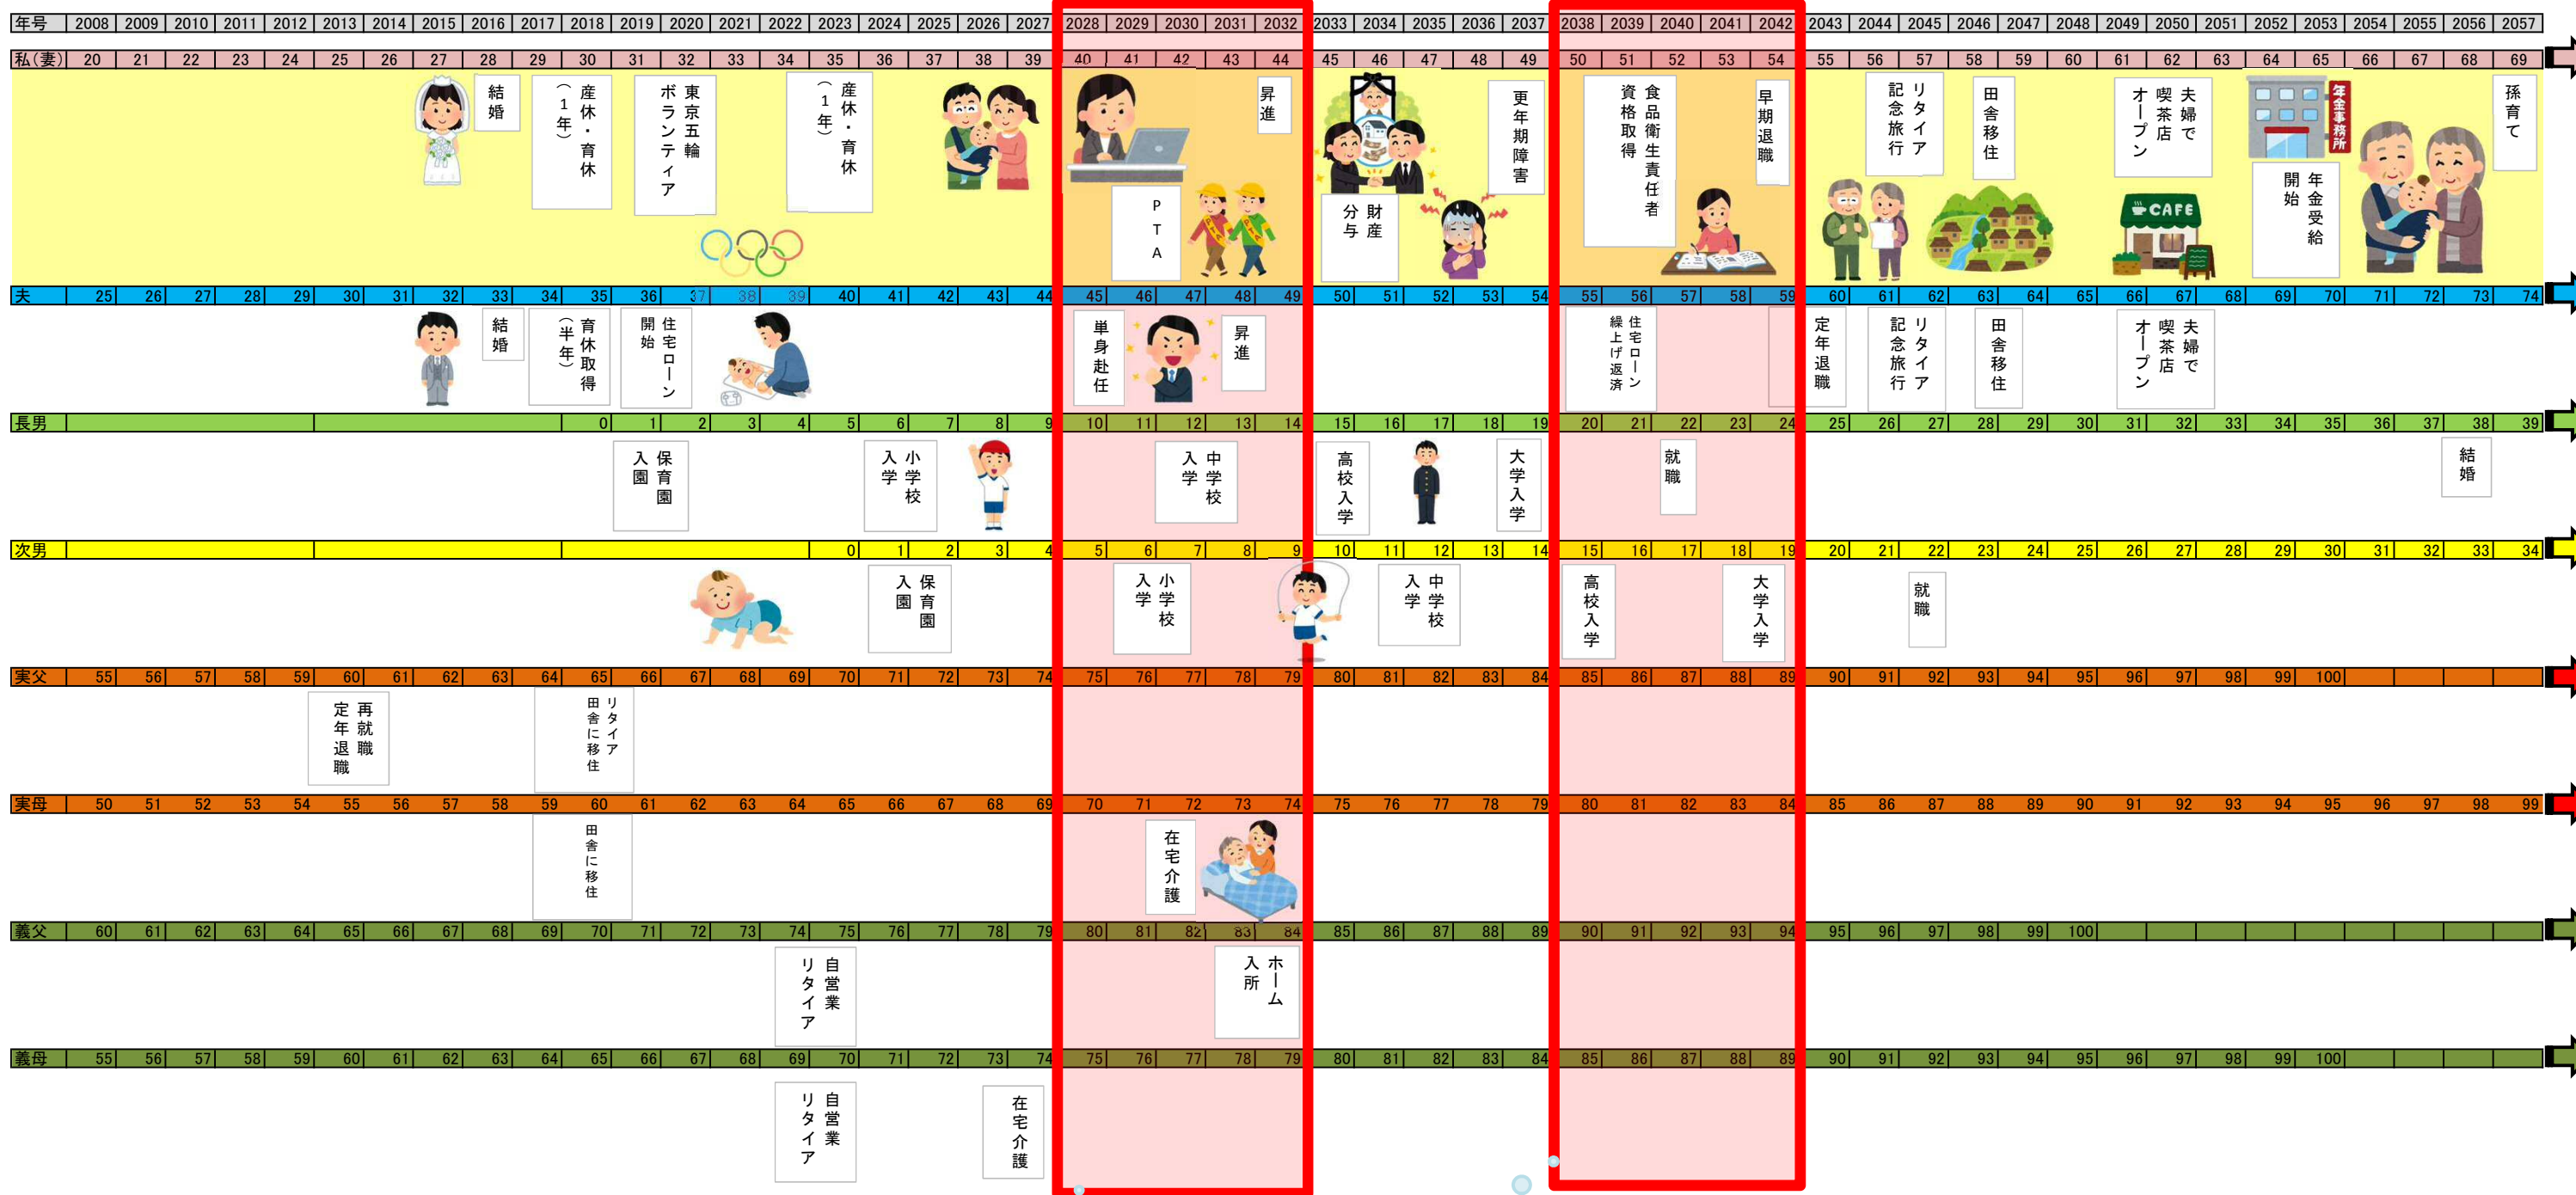 年号 2008 2009 2010 2011 2012 2013 2014 2015 2016 2017 2018 2019 2020 2021 2022 2023 2024 2025 2026 2027 2028 2029 2030 2031 2032 2033 2034 2035 2036 2037 2038 2039 2040 2041 2042 2043 2044 2045 2046 2047 2048 2049 2050 2051 2052 2053 2054 2055 2056 2057
私(妻) 20 21 22 23 24 25 26 27 28 29 30 31 32 33 34 35 36 37 38 39 40 41 42 43 44 45 46 47 48 49 50 51 52 53 54 55 56 57 58 59 60 61 62 63 64 65 66 67 68 69
結婚
産休・育休
(1年)
東京五輪
ボランティア
産休・育休
(1年)
昇進
PTA
財産
分与
更年期障害
食品衛生責任者
資格取得
早期退職
リタイア
記念旅行
田舎移住
夫婦で
喫茶店
オープン
CAFE
年金事務所
年金受給
開始
孫育て
夫 25 26 27 28 29 30 31 32 33 34 35 36 37 38 39 40 41 42 43 44 45 46 47 48 49 50 51 52 53 54 55 56 57 58 59 60 61 62 63 64 65 66 67 68 69 70 71 72 73 74
結婚
育休取得
(半年)
住宅ローン
開始
単身赴任
昇進
住宅ローン
繰上げ返済
定年退職
リタイア
記念旅行
田舎移住
夫婦で
喫茶店
オープン
長男 0 1 2 3 4 5 6 7 8 9 10 11 12 13 14 15 16 17 18 19 20 21 22 23 24 25 26 27 28 29 30 31 32 33 34 35 36 37 38 39
保育園
入園
小学校
入学
中学校
入学
高校入学
大学入学
就職
結婚
次男 0 1 2 3 4 5 6 7 8 9 10 11 12 13 14 15 16 17 18 19 20 21 22 23 24 25 26 27 28 29 30 31 32 33 34
保育園
入園
小学校
入学
中学校
入学
高校入学
大学入学
就職
実父 55 56 57 58 59 60 61 62 63 64 65 66 67 68 69 70 71 72 73 74 75 76 77 78 79 80 81 82 83 84 85 86 87 88 89 90 91 92 93 94 95 96 97 98 99 100
再就職
定年退職
リタイア
田舎に移住
実母 50 51 52 53 54 55 56 57 58 59 60 61 62 63 64 65 66 67 68 69 70 71 72 73 74 75 76 77 78 79 80 81 82 83 84 85 86 87 88 89 90 91 92 93 94 95 96 97 98 99
田舎に移住
在宅介護
義父 60 61 62 63 64 65 66 67 68 69 70 71 72 73 74 75 76 77 78 79 80 81 82 83 84 85 86 87 88 89 90 91 92 93 94 95 96 97 98 99 100
自営業
リタイア
ホーム
入所
義母 55 56 57 58 59 60 61 62 63 64 65 66 67 68 69 70 71 72 73 74 75 76 77 78 79 80 81 82 83 84 85 86 87 88 89 90 91 92 93 94 95 96 97 98 99 100
自営業
リタイア
在宅介護